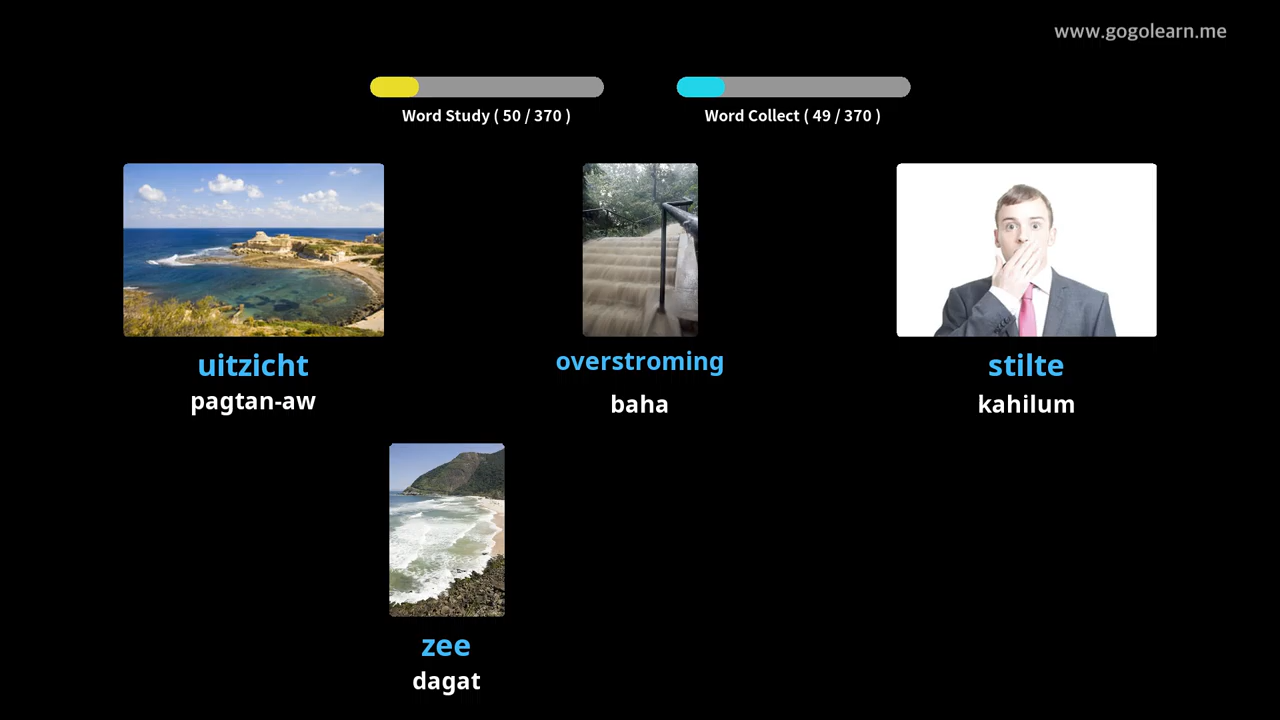 www.gogolearn.me
Word Study ( 50 / 370 )
Word Collect ( 49 / 370 )
uitzicht
pagtan-aw
overstroming
baha
stilte
kahilum
zee
dagat